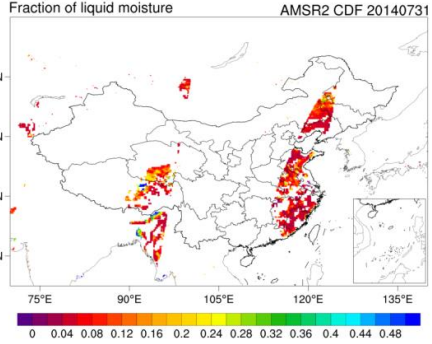 Fraction of liquid moisture
AMSR2 CDF 20140731
75°E 90°E 105°E 120°E 135°E
0 0.04 0.08 0.12 0.16 0.2 0.24 0.28 0.32 0.36 0.4 0.44 0.48